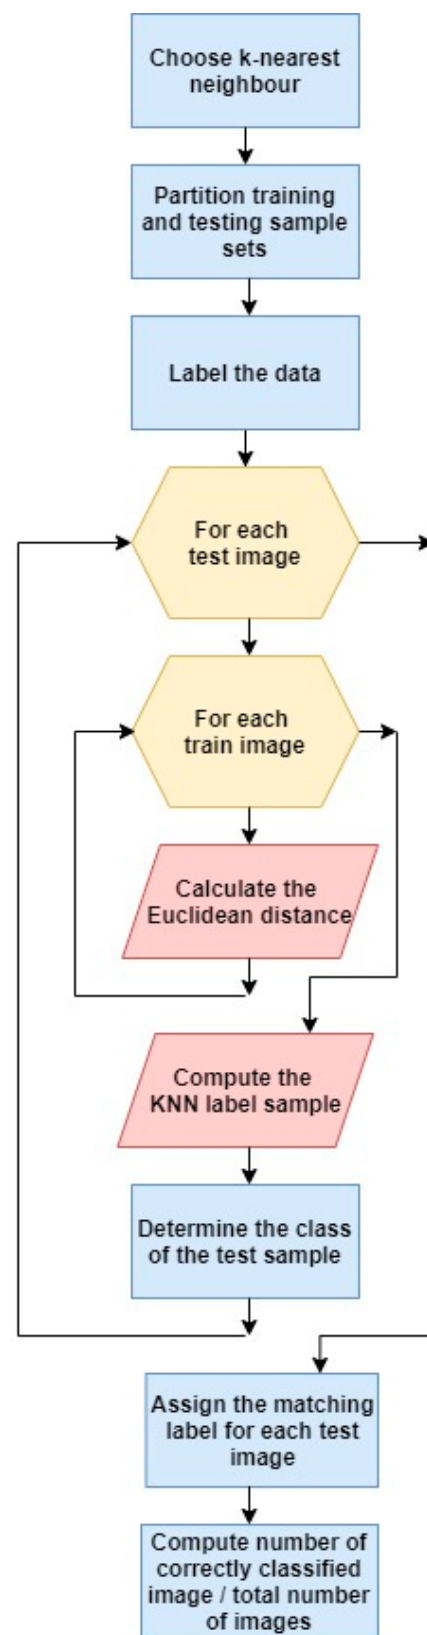 Choose k-nearest
neighbour
Partition training
and testing sample
sets
Label the data
For each
test image
For each
train image
Calculate the
Euclidean distance
Compute the
KNN label sample
Determine the class
of the test sample
Assign the matching
label for each test
image
Compute number of
correctly classified
image / total number
of images